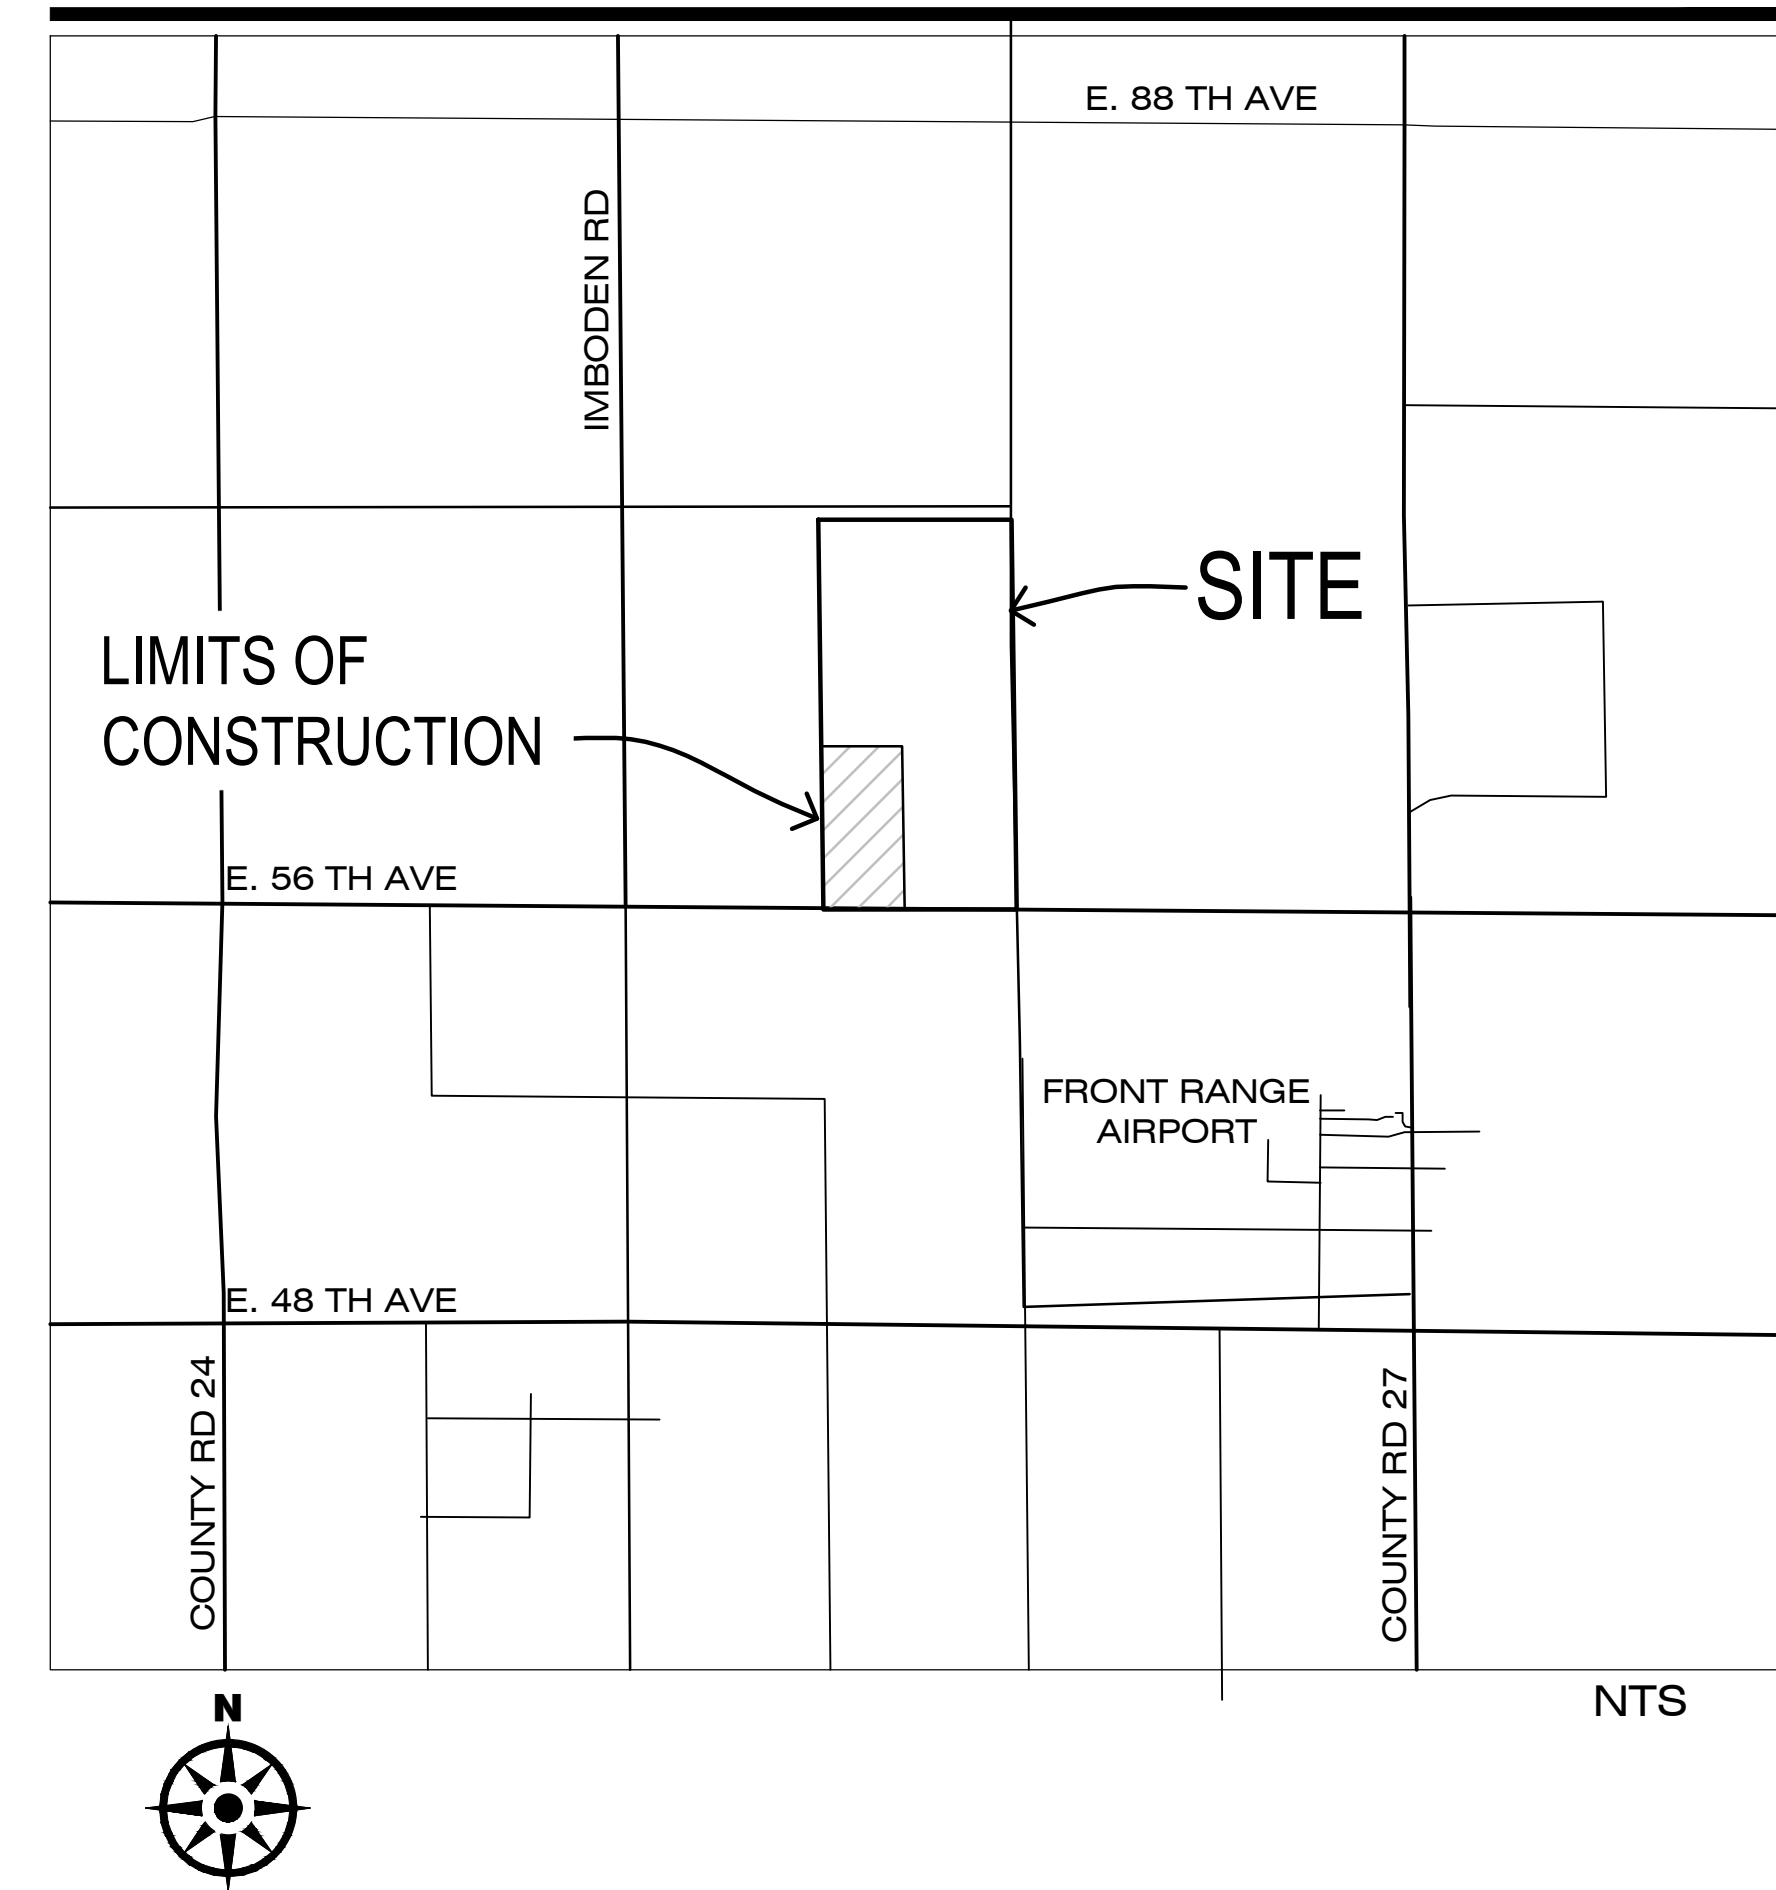 E. 88 TH AVE
IMBODEN RD
SITE
LIMITS OF
CONSTRUCTION
E. 56 TH AVE
FRONT RANGE
AIRPORT
E. 48 TH AVE
COUNTY RD 24
COUNTY RD 27
NTS
N